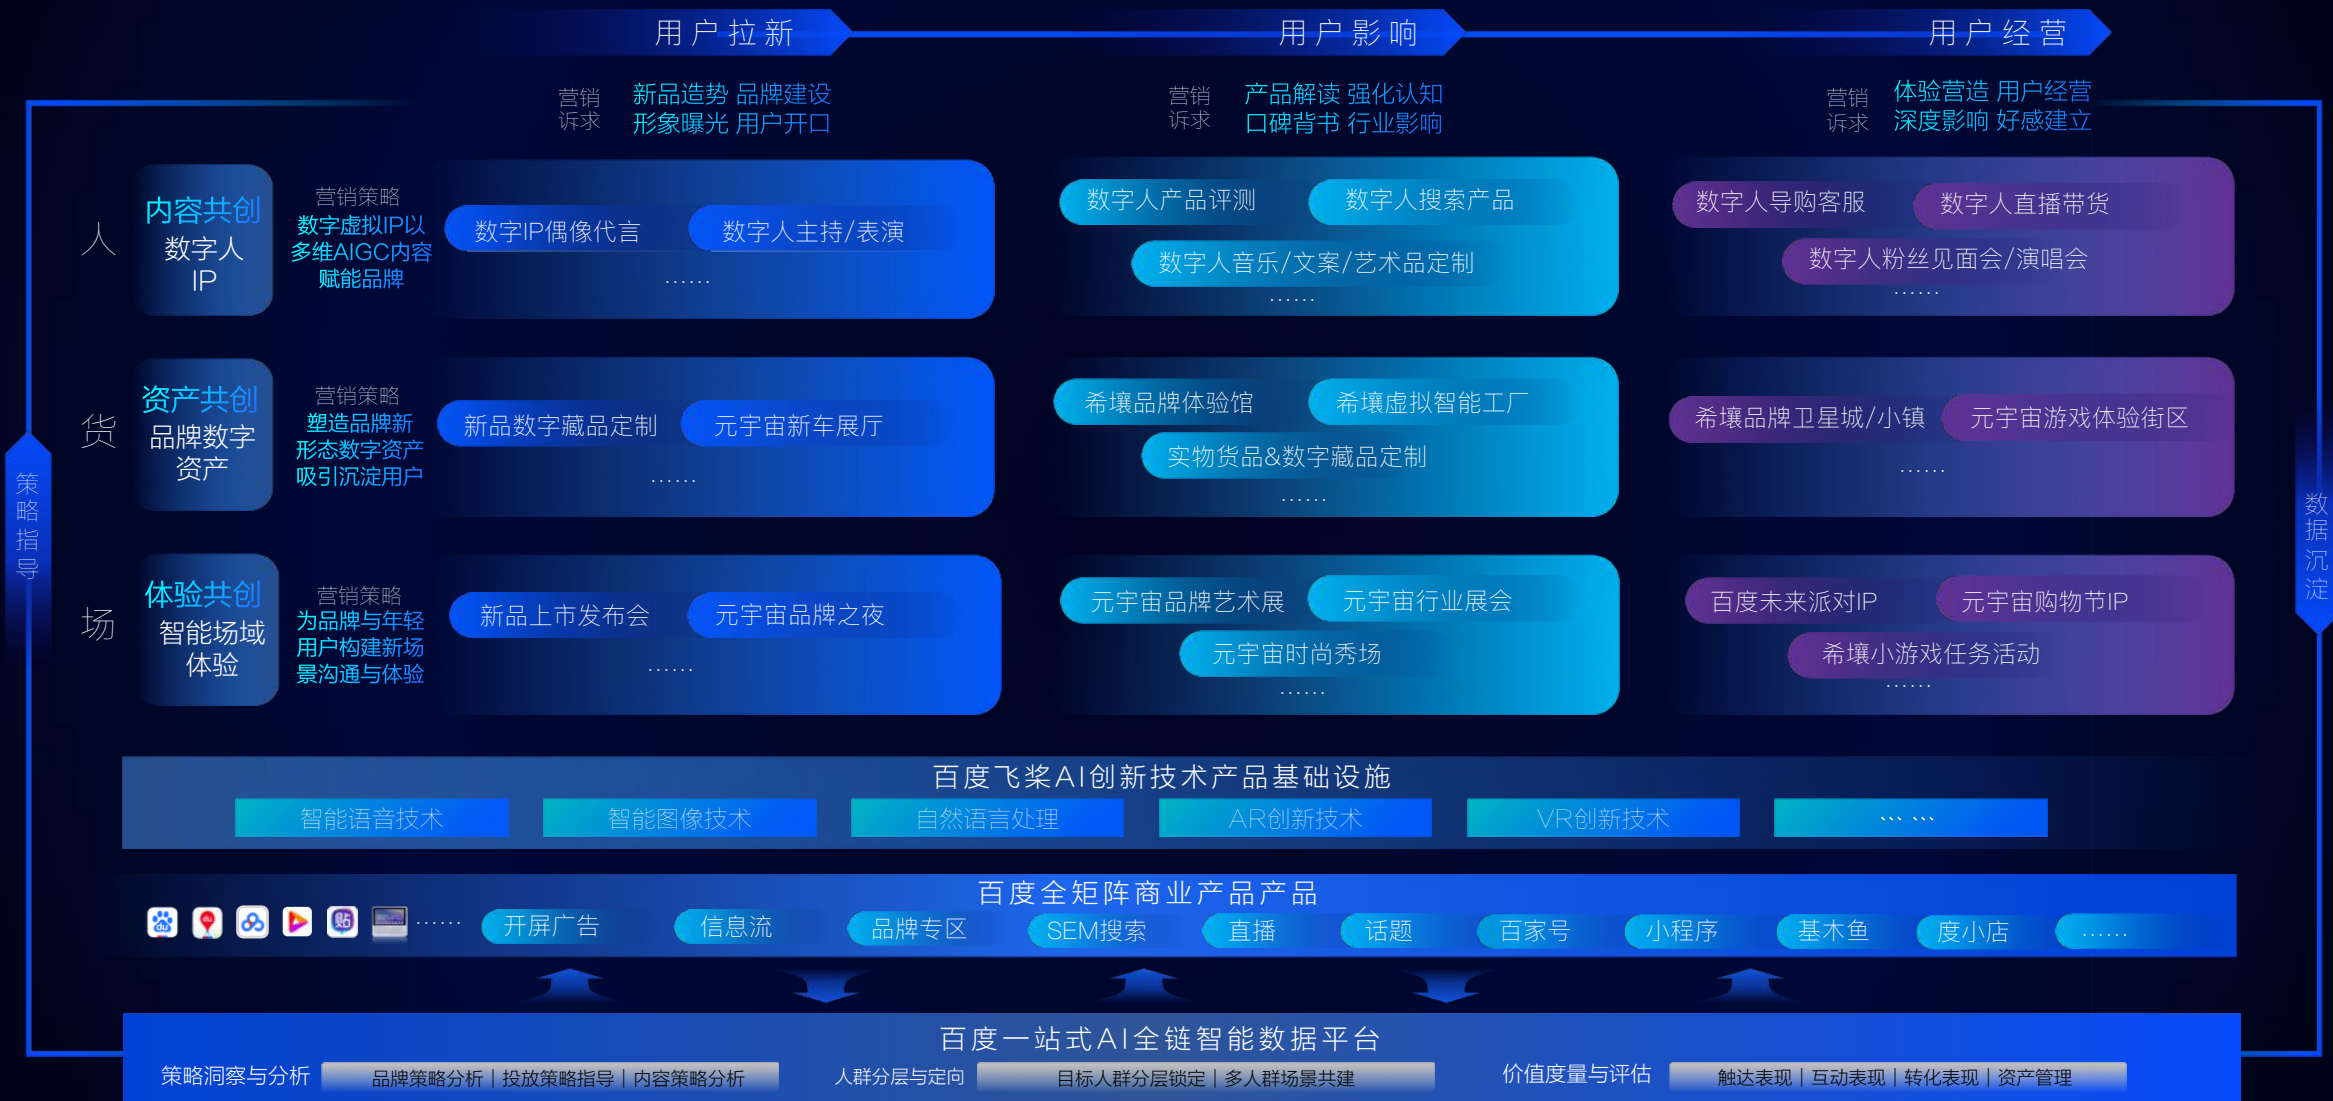 用户拉新
用户影响
用户经营
营销
诉求
新品造势 品牌建设
形象曝光 用户开口
营销
诉求
产品解读 强化认知
口碑背书 行业影响
营销
诉求
体验营造 用户经营
深度影响 好感建立
人
内容共创
数字人
IP
营销策略
数字虚拟IP以
多维AIGC内容
赋能品牌
数字IP偶像代言
数字人主持/表演
......
数字人产品评测
数字人搜索产品
数字人音乐/文案/艺术品定制
......
数字人导购客服
数字人直播带货
数字人粉丝见面会/演唱会
......
货
资产共创
品牌数字
资产
营销策略
塑造品牌新
形态数字资产
吸引沉淀用户
新品数字藏品定制
元宇宙新车展厅
......
希壤品牌体验馆
希壤虚拟智能工厂
实物货品&数字藏品定制
......
希壤品牌卫星城/小镇
元宇宙游戏体验街区
......
场
体验共创
智能场域
体验
营销策略
为品牌与年轻
用户构建新场
景沟通与体验
新品上市发布会
元宇宙品牌之夜
......
元宇宙品牌艺术展
元宇宙行业展会
元宇宙时尚秀场
......
百度未来派对IP
元宇宙购物节IP
希壤小游戏任务活动
......
策略指导
数据沉淀
百度飞桨AI创新技术产品基础设施
智能语音技术
智能图像技术
自然语言处理
AR创新技术
VR创新技术
、、、 、、、
百度全矩阵商业产品产品
du
du
贴
......
开屏广告
信息流
品牌专区
SEM搜索
直播
话题
百家号
小程序
基木鱼
度小店
......
百度一站式AI全链智能数据平台
策略洞察与分析
品牌策略分析|投放策略指导|内容策略分析
人群分层与定向
目标人群分层锁定|多人群场景共建
价值度量与评估
触达表现|互动表现|转化表现|资产管理